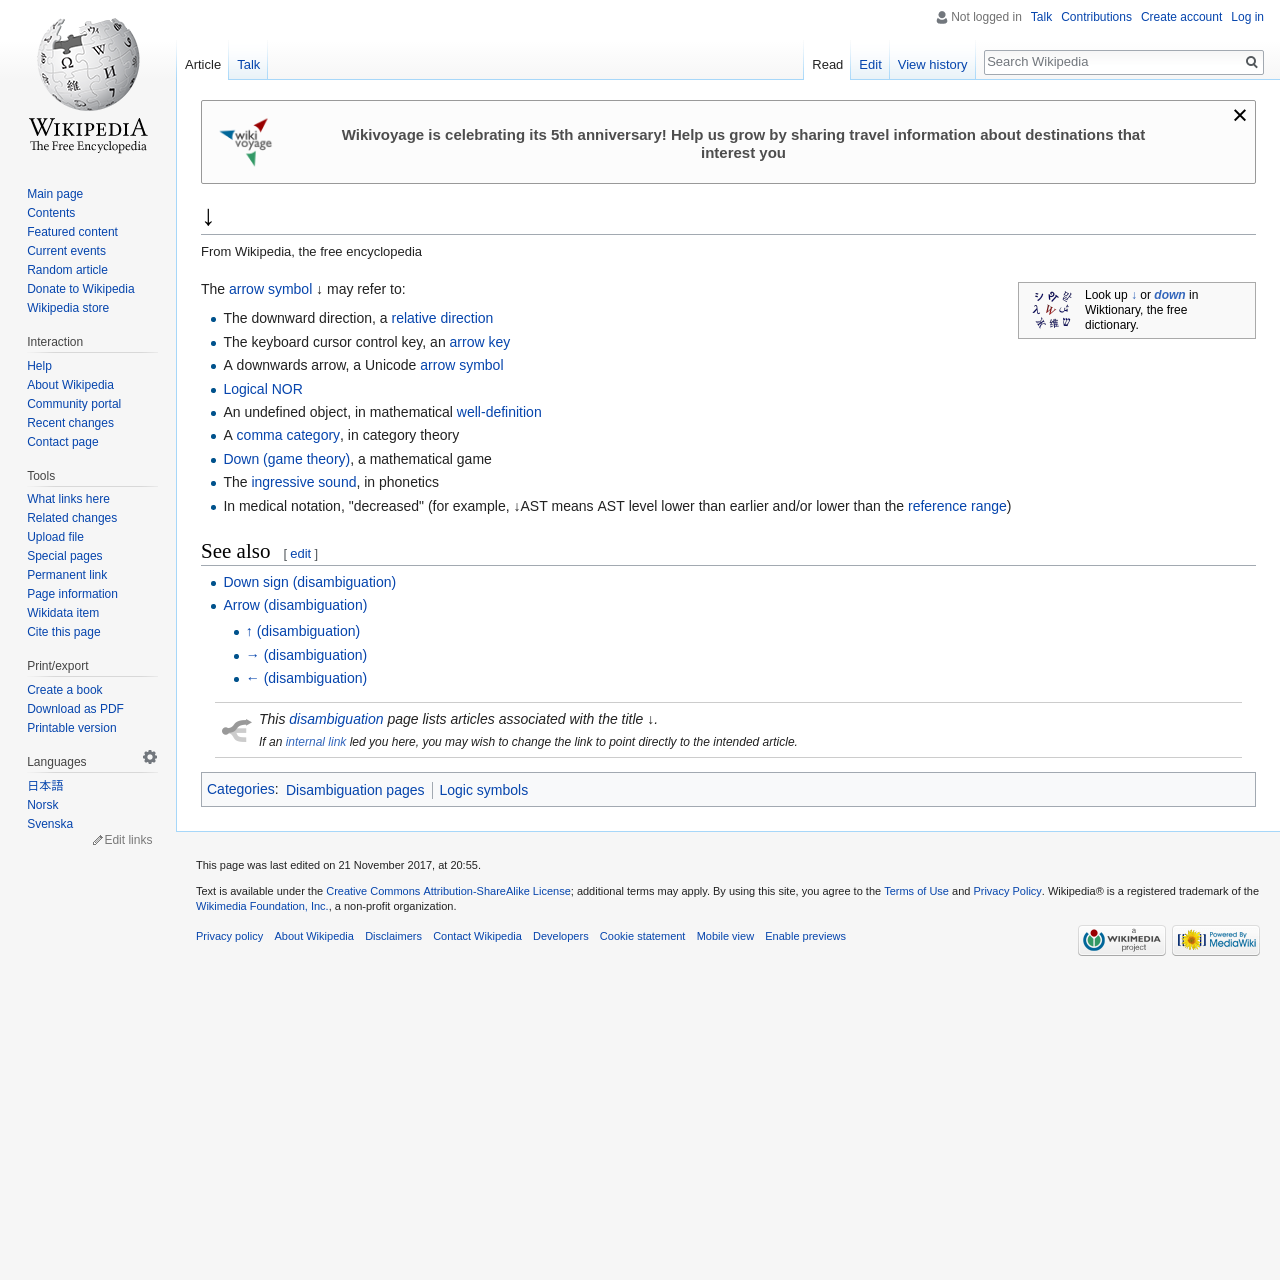 Not logged in Talk Contributions Create account Log in
Article Talk Read Edit View history Search Wikipedia
WIKIPEDIA
The Free Encyclopedia
Main page
Contents
Featured content
Current events
Random article
Donate to Wikipedia
Wikipedia store
Interaction
Help
About Wikipedia
Community portal
Recent changes
Contact page
Tools
What links here
Related changes
Upload file
Special pages
Permanent link
Page information
Wikidata item
Cite this page
Print/export
Create a book
Download as PDF
Printable version
Languages
日本語
Norsk
Svenska
Edit links
wiki
voyage
Wikivoyage is celebrating its 5th anniversary! Help us grow by sharing travel information about destinations that
interest you
↓
From Wikipedia, the free encyclopedia
The arrow symbol ↓ may refer to:
Look up ↓ or down in
Wiktionary, the free
dictionary.
The downward direction, a relative direction
The keyboard cursor control key, an arrow key
A downwards arrow, a Unicode arrow symbol
Logical NOR
An undefined object, in mathematical well-definition
A comma category, in category theory
Down (game theory), a mathematical game
The ingressive sound, in phonetics
In medical notation, "decreased" (for example, ↓AST means AST level lower than earlier and/or lower than the reference range)
See also [ edit ]
Down sign (disambiguation)
Arrow (disambiguation)
↑ (disambiguation)
→ (disambiguation)
← (disambiguation)
This disambiguation page lists articles associated with the title ↓.
If an internal link led you here, you may wish to change the link to point directly to the intended article.
Categories: Disambiguation pages Logic symbols
This page was last edited on 21 November 2017, at 20:55.
Text is available under the Creative Commons Attribution-ShareAlike License; additional terms may apply. By using this site, you agree to the Terms of Use and Privacy Policy. Wikipedia® is a registered trademark of the
Wikimedia Foundation, Inc., a non-profit organization.
Privacy policy About Wikipedia Disclaimers Contact Wikipedia Developers Cookie statement Mobile view Enable previews
a
WIKIMEDIA
project
Powered By
MediaWiki